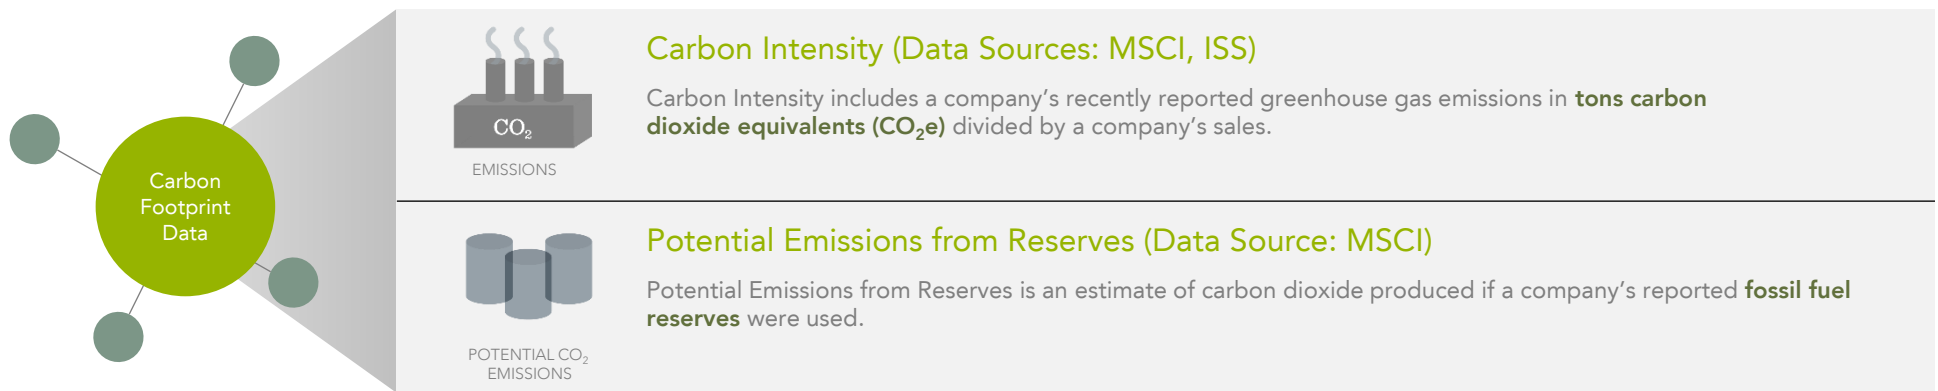 Carbon
Footprint
Data
CO₂
EMISSIONS
Carbon Intensity (Data Sources: MSCI, ISS)
Carbon Intensity includes a company’s recently reported greenhouse gas emissions in tons carbon
dioxide equivalents (CO₂e) divided by a company’s sales.
POTENTIAL CO₂
EMISSIONS
Potential Emissions from Reserves (Data Source: MSCI)
Potential Emissions from Reserves is an estimate of carbon dioxide produced if a company’s reported fossil fuel
reserves were used.